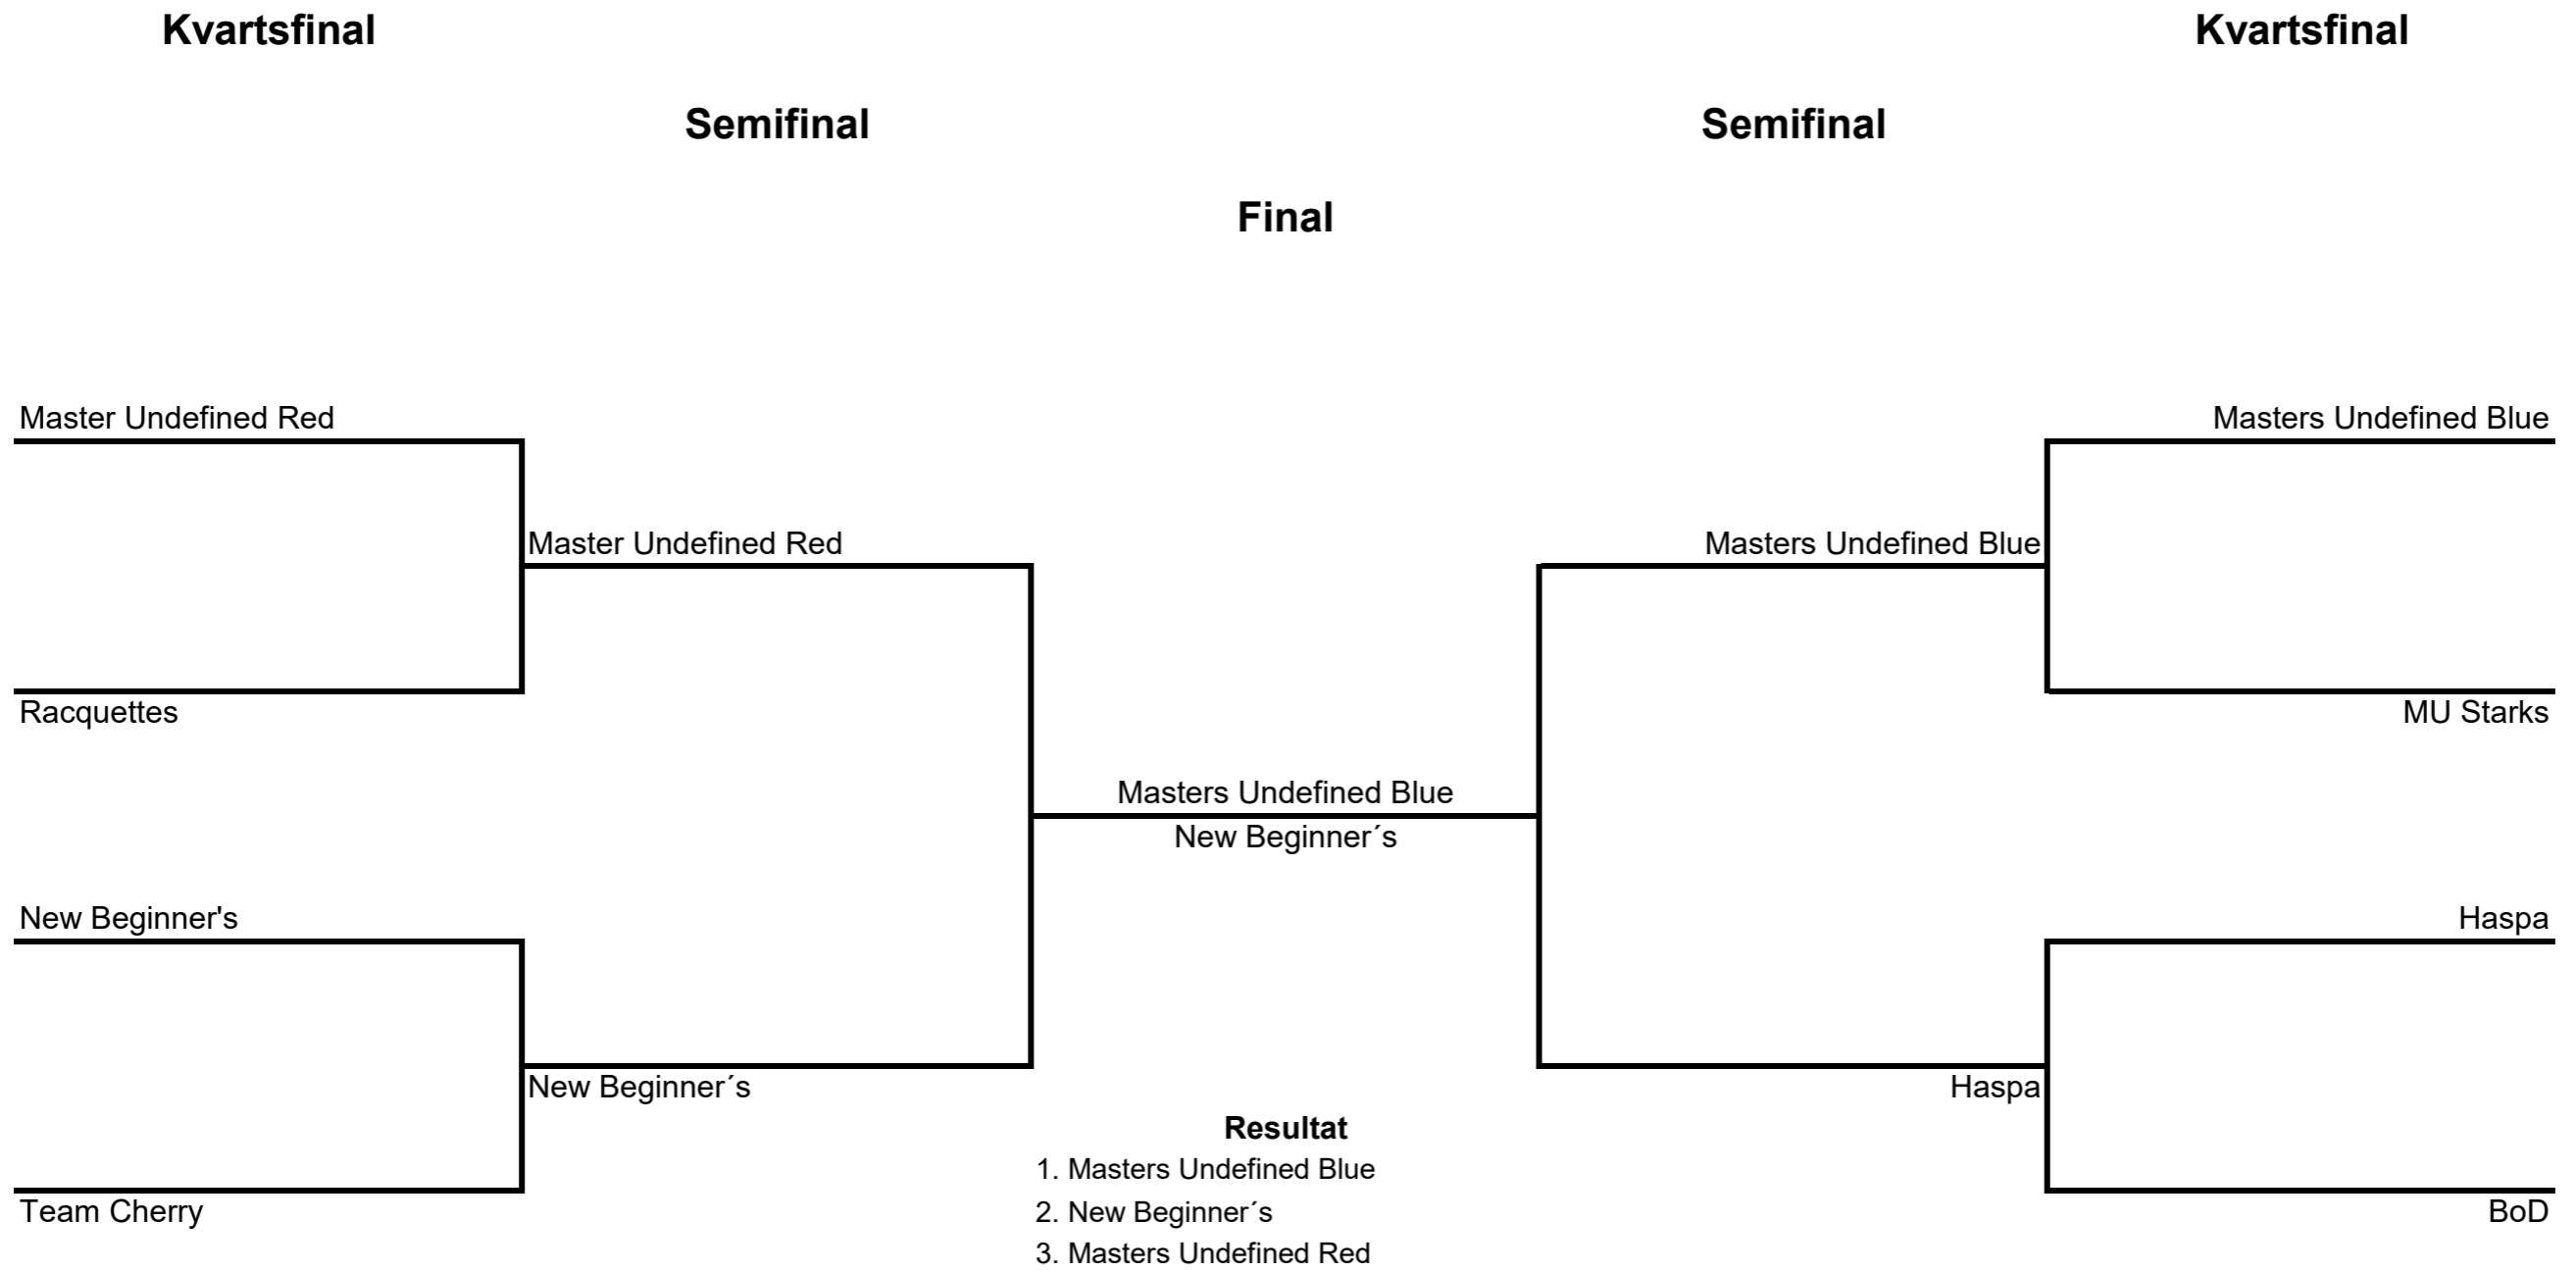 Kvartsfinal
Kvartsfinal
Semifinal
Semifinal
Final
Master Undefined Red
Masters Undefined Blue
Master Undefined Red
Masters Undefined Blue
Racquettes
MU Starks
Masters Undefined Blue
New Beginner´s
New Beginner's
Haspa
New Beginner´s
Haspa
Resultat
1. Masters Undefined Blue
2. New Beginner´s
3. Masters Undefined Red
Team Cherry
BoD